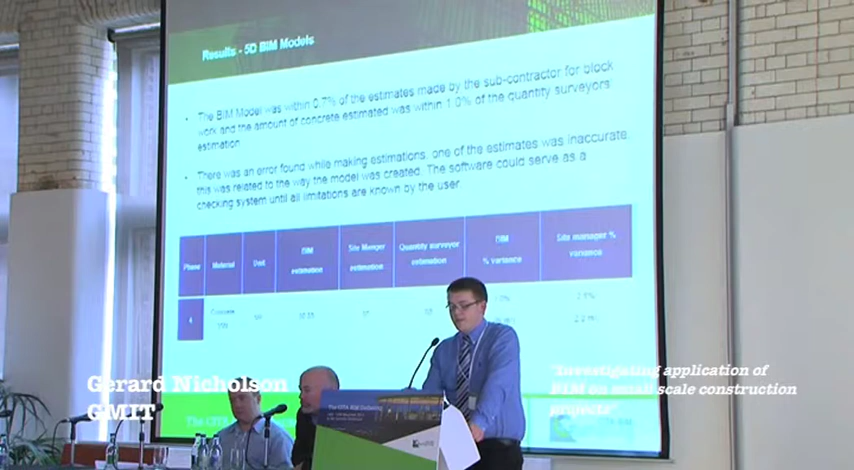 Results - 5D BIM Models
• The BIM Model was within 0.7% of the estimates made by the sub-contractor for block
work and the amount of concrete estimated was within 1.0% of the quantity surveyors
estimation
• There was an error found while making estimations, one of the estimates was inaccurate,
this was related to the way the model was created. The software could serve as a
checking system until all limitations are known by the user
Phase Material Unit BIM estimation Site Manger estimation Quantity surveyor estimation BIM % variance Site manager % variance
4
Gerard Nicholson
GMIT
"Investigating application of
BIM on small scale construction
projects"
The CITA BIM Gathering